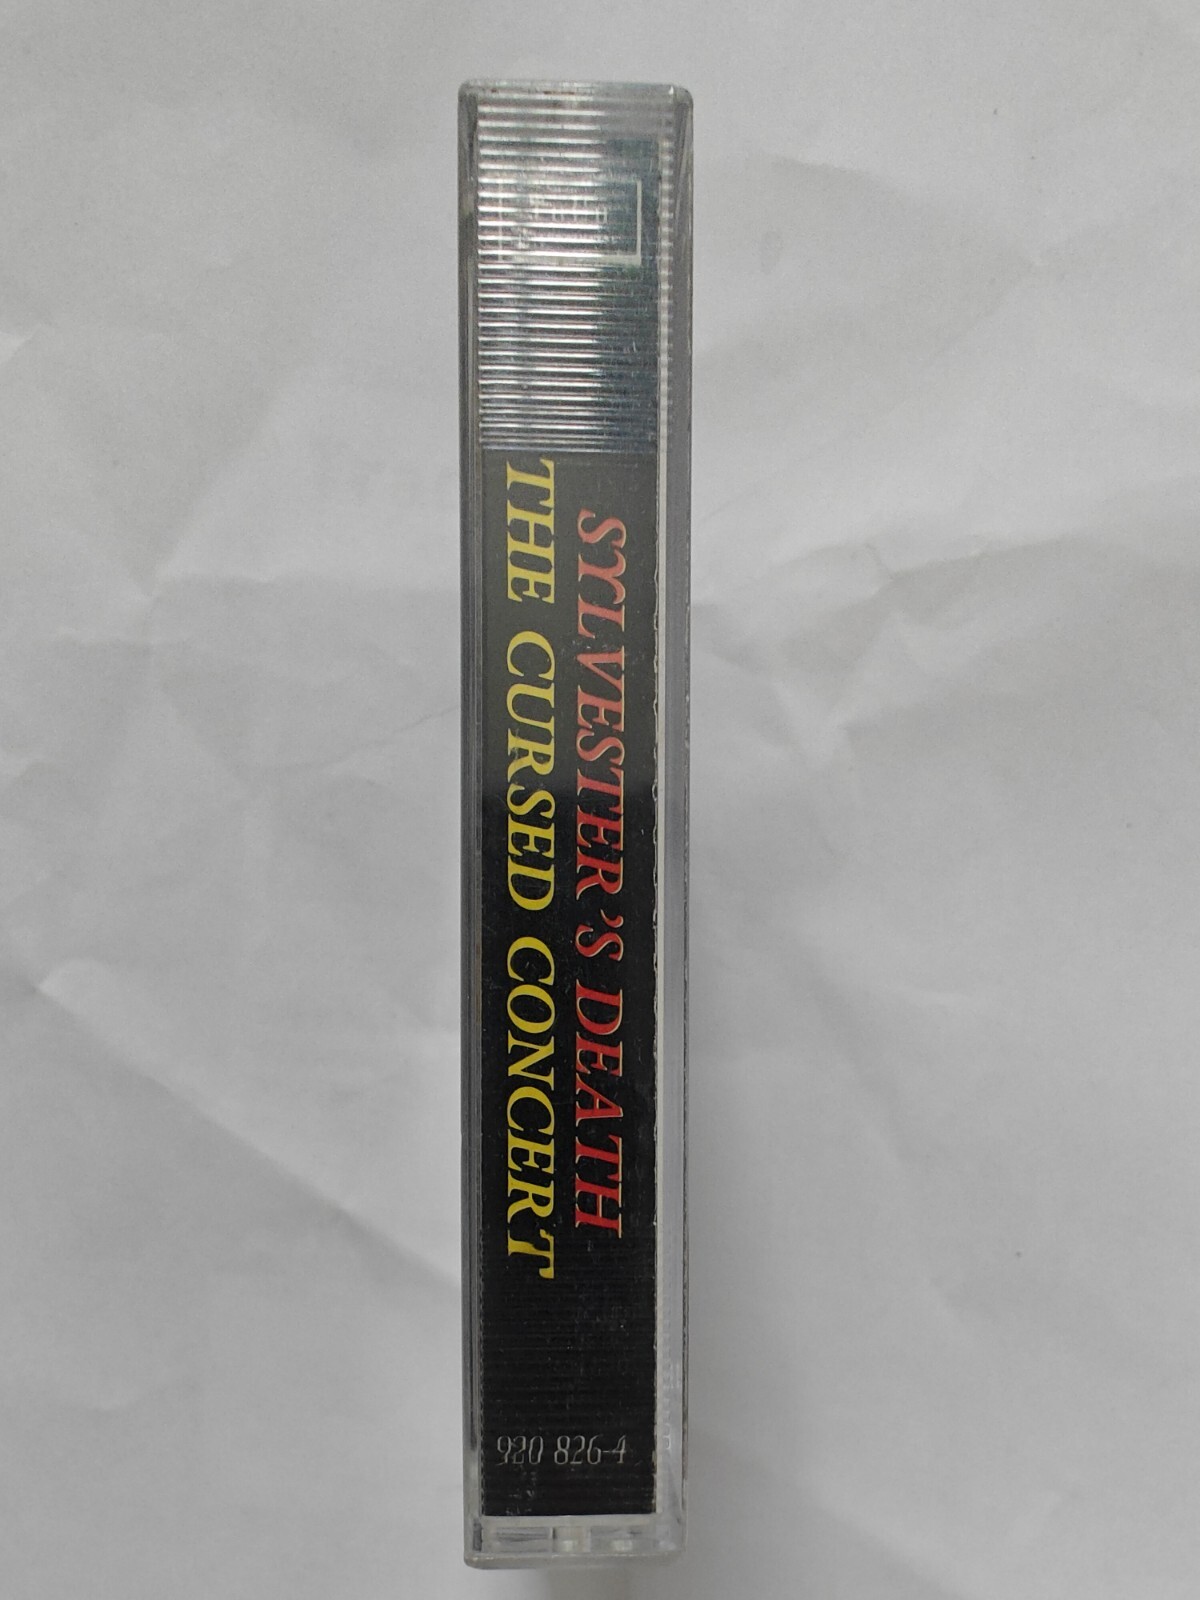 SYLVESTER'S DEATH
THE CURSED CONCERT
920 826-4